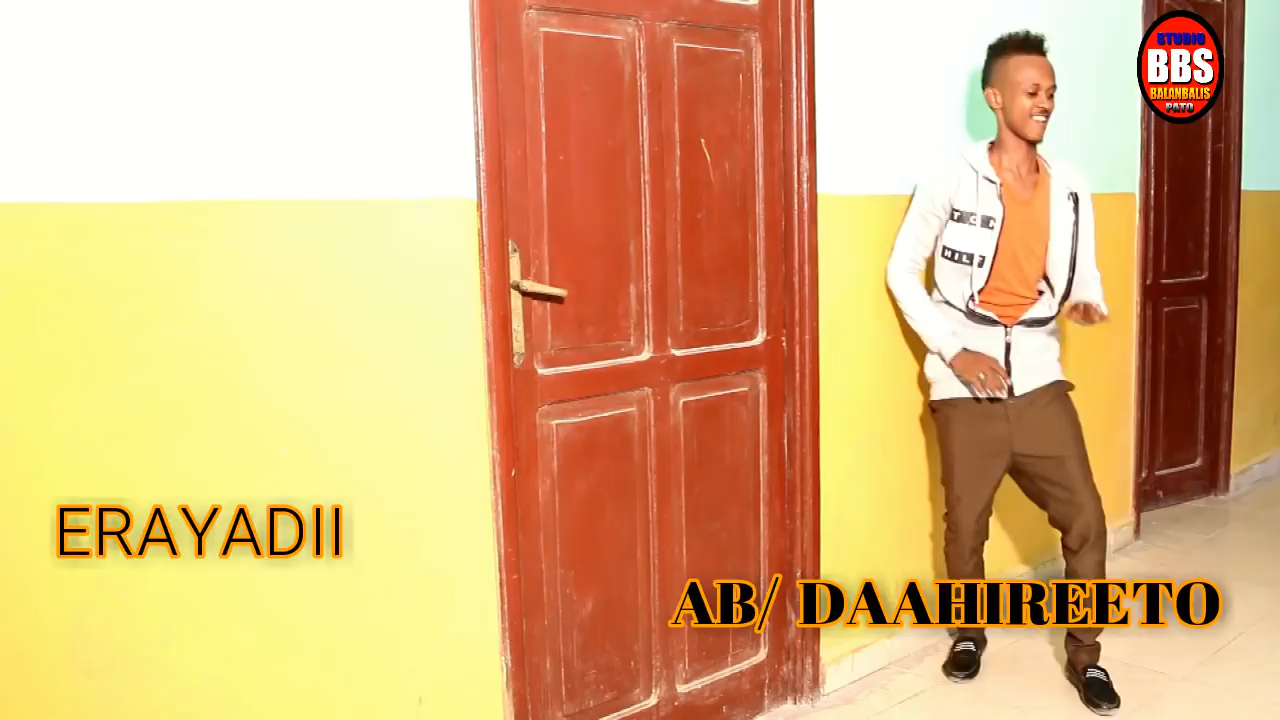 STUDIO
BBS
BALANBALIS
PATO
ERAYADII
AB/ DAAHIREETO